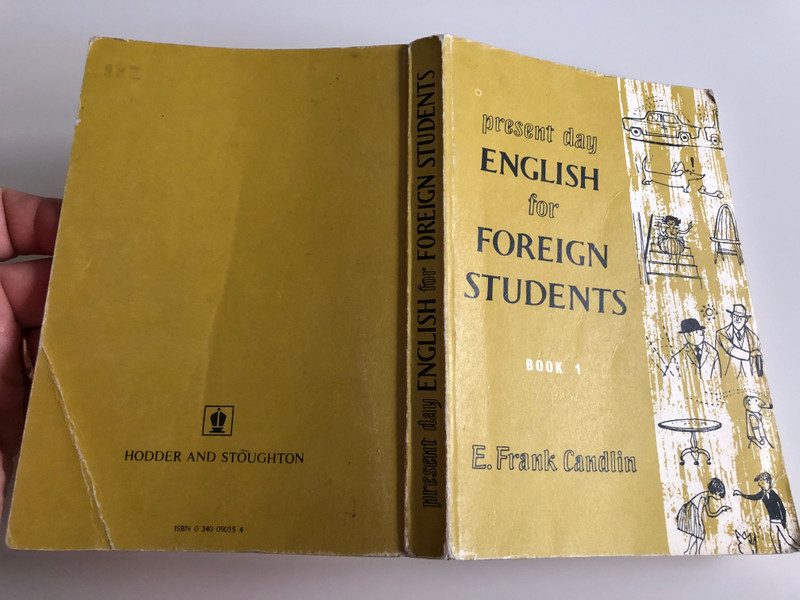 HODDER AND STOUGHTON
ISBN 0 340 09015 4
present day ENGLISH for FOREIGN STUDENTS
present day
ENGLISH
for
FOREIGN
STUDENTS
BOOK 1
E. Frank Candlin